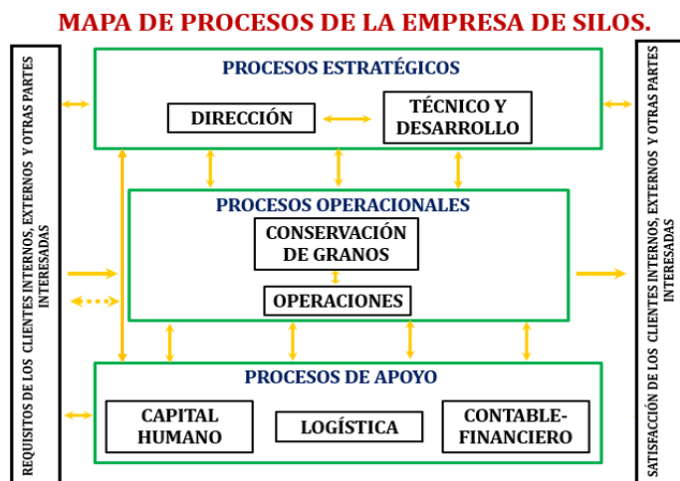 MAPA DE PROCESOS DE LA EMPRESA DE SILOS.
REQUISITOS DE LOS CLIENTES INTERNOS, EXTERNOS Y OTRAS PARTES
INTERESADAS
PROCESOS ESTRATÉGICOS
DIRECCIÓN
TÉCNICO Y
DESARROLLO
PROCESOS OPERACIONALES
CONSERVACIÓN
DE GRANOS
OPERACIONES
PROCESOS DE APOYO
CAPITAL
HUMANO
LOGÍSTICA
CONTABLE-
FINANCIERO
SATISFACCIÓN DE LOS CLIENTES INTERNOS, EXTERNOS Y OTRAS PARTES
INTERESADAS